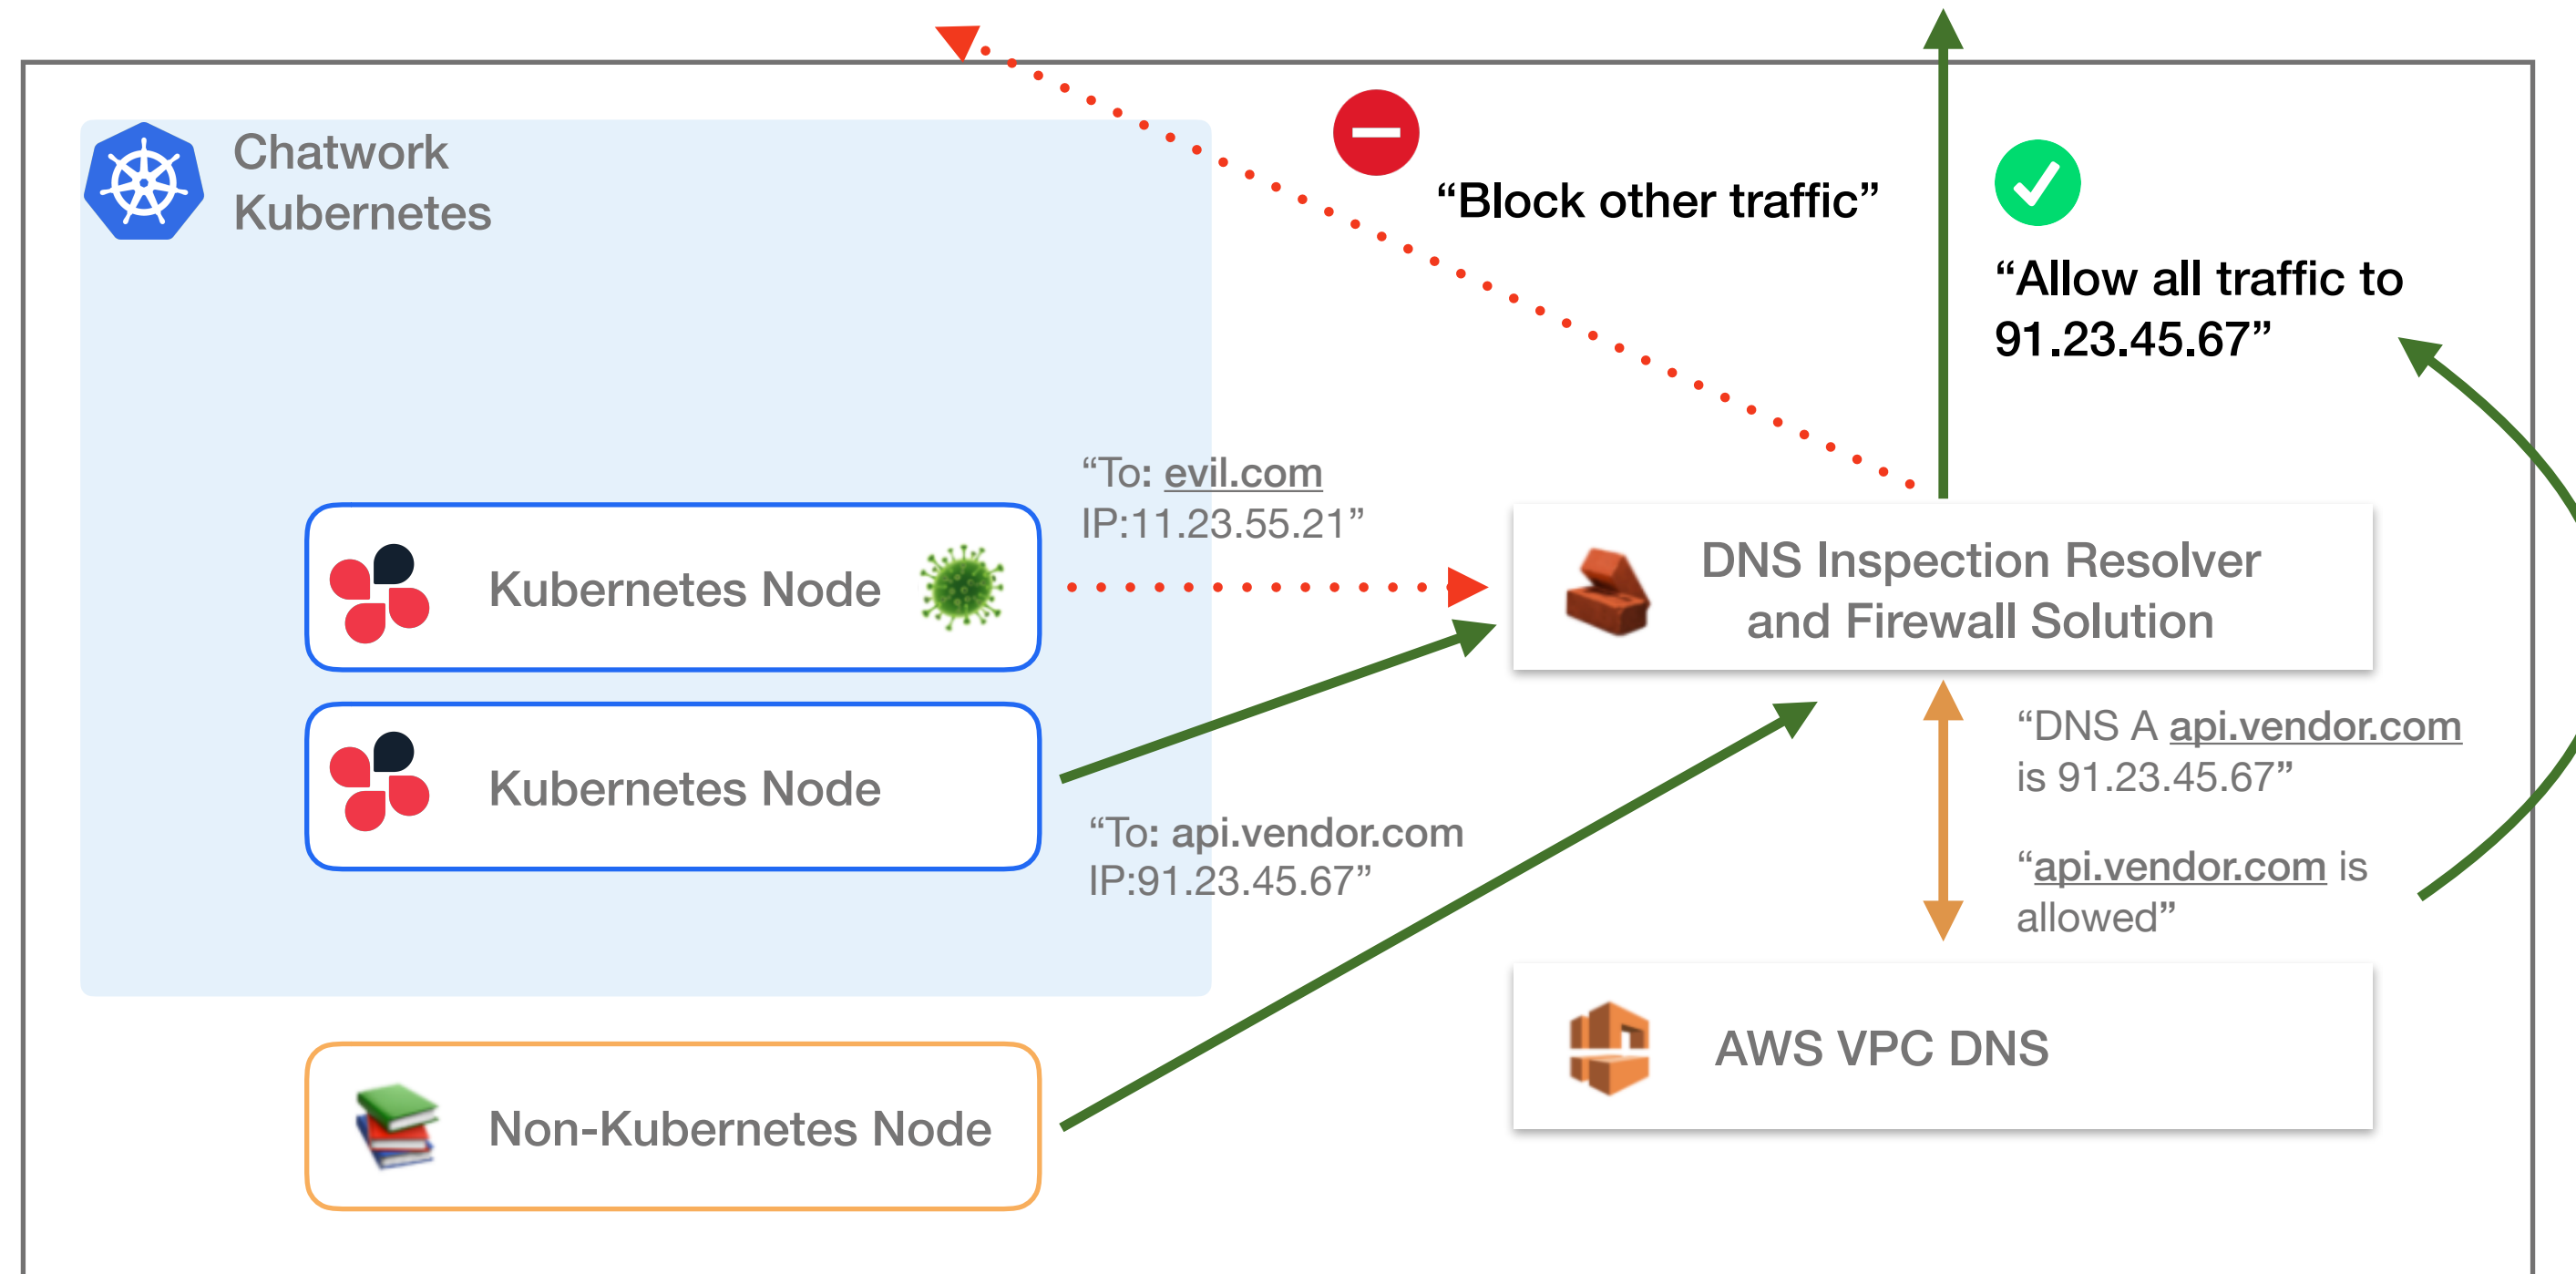 Chatwork
Kubernetes
“Block other traffic”
“Allow all traffic to
91.23.45.67”
“To: evil.com
IP:11.23.55.21”
Kubernetes Node
DNS Inspection Resolver
and Firewall Solution
Kubernetes Node
“To: api.vendor.com
IP:91.23.45.67”
“DNS A api.vendor.com
is 91.23.45.67”
“api.vendor.com is
allowed”
AWS VPC DNS
Non-Kubernetes Node